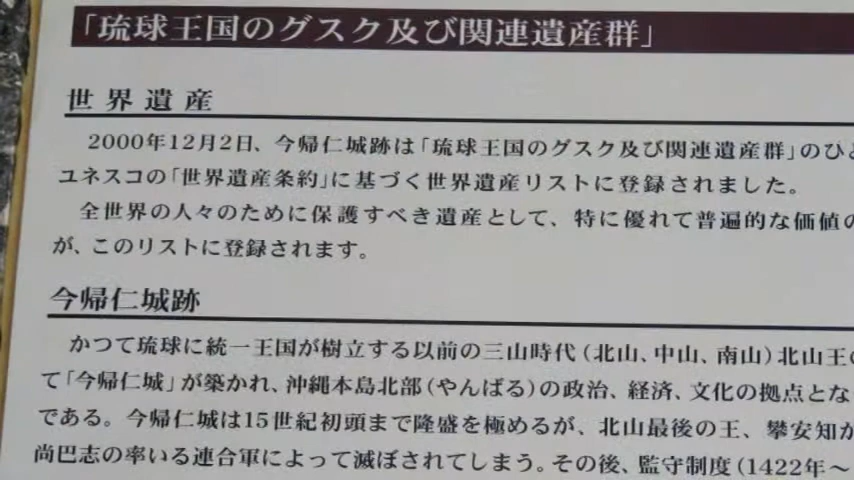 「琉球王国のグスク及び関連遺産群」
世界遺産
2000年12月2日、今帰仁城跡は「琉球王国のグスク及び関連遺産群」のひ
ユネスコの「世界遺産条約」に基づく世界遺産リストに登録されました。
全世界の人々のために保護すべき遺産として、特に優れて普遍的な価値の
が、このリストに登録されます。
今帰仁城跡
かつて琉球に統一王国が樹立する以前の三山時代（北山、中山、南山）北山王の
て「今帰仁城」が築かれ、沖縄本島北部（やんばる）の政治、経済、文化の拠点とな
である。今帰仁城は15世紀初頭まで隆盛を極めるが、北山最後の王、攀安知が
尚巴志の率いる連合軍によって滅ぼされてしまう。その後、監守制度（1422年～